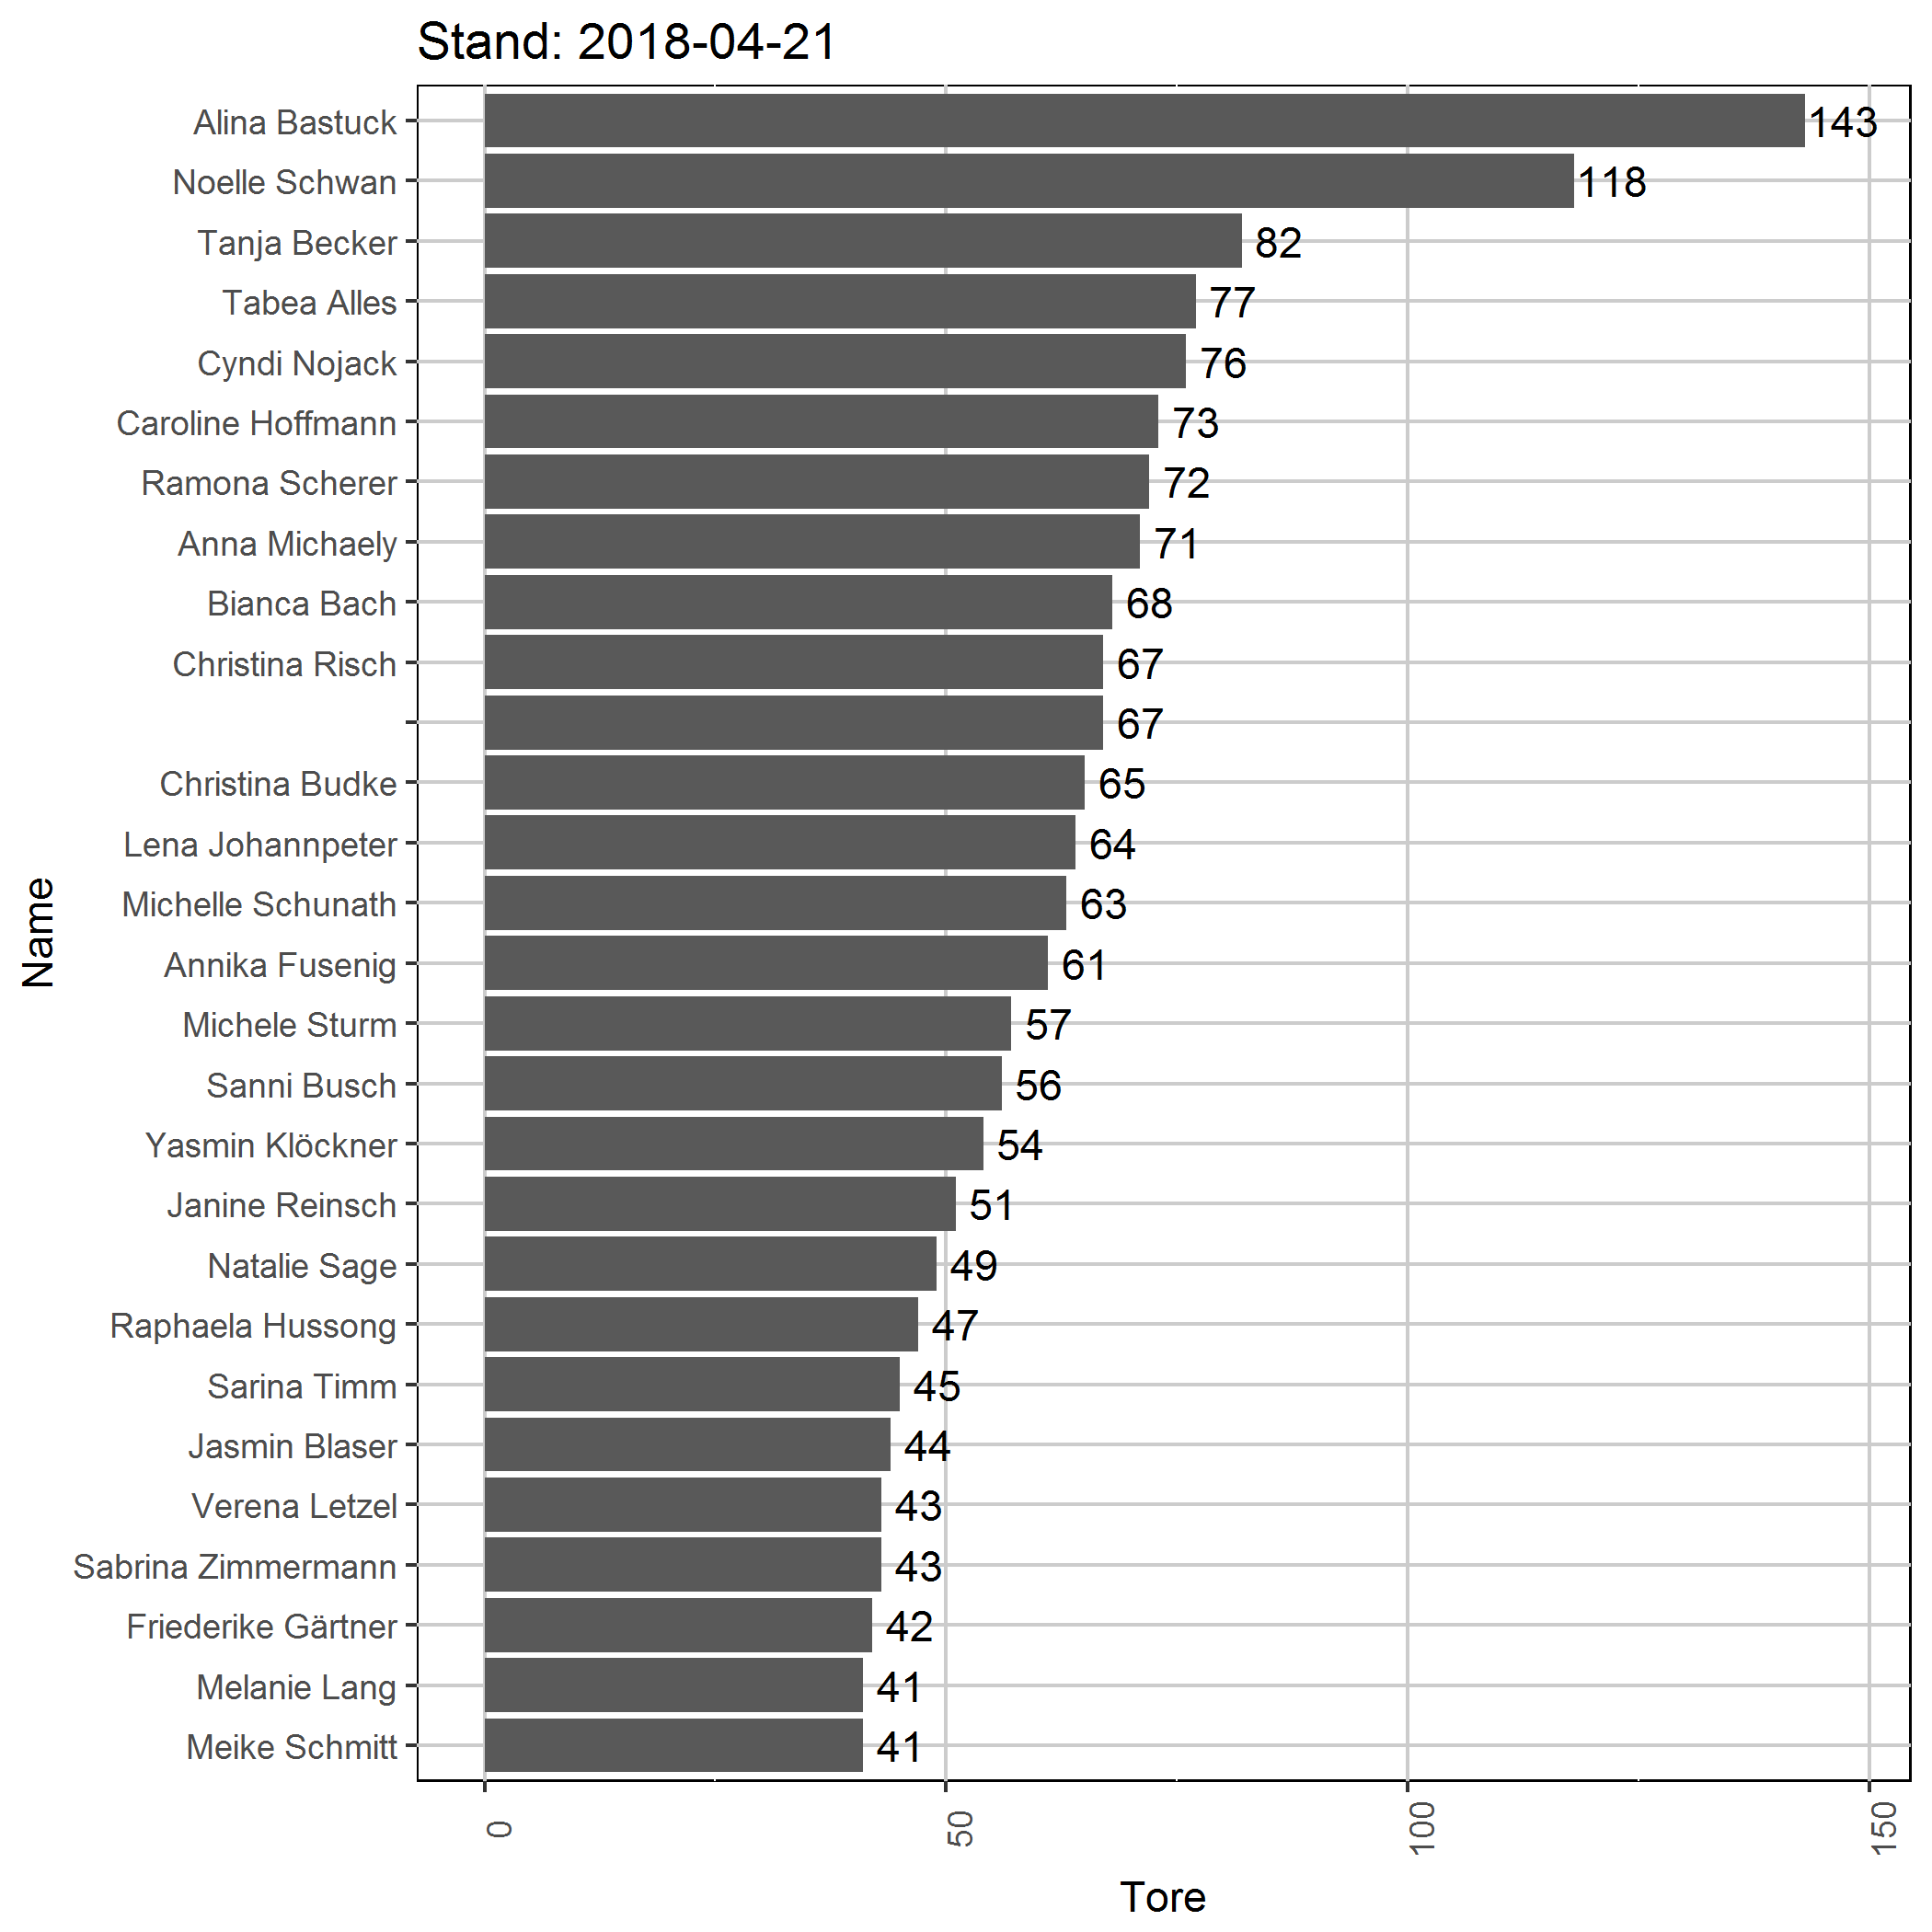 Stand: 2018-04-21
Alina Bastuck 143
Noelle Schwan 118
Tanja Becker 82
Tabea Alles 77
Cyndi Nojack 76
Caroline Hoffmann 73
Ramona Scherer 72
Anna Michaely 71
Bianca Bach 68
Christina Risch 67
67
Christina Budke 65
Lena Johannpeter 64
Michelle Schunath 63
Annika Fusenig 61
Michele Sturm 57
Sanni Busch 56
Yasmin Klöckner 54
Janine Reinsch 51
Natalie Sage 49
Raphaela Hussong 47
Sarina Timm 45
Jasmin Blaser 44
Verena Letzel 43
Sabrina Zimmermann 43
Friederike Gärtner 42
Melanie Lang 41
Meike Schmitt 41
Name
0 50 100 150
Tore